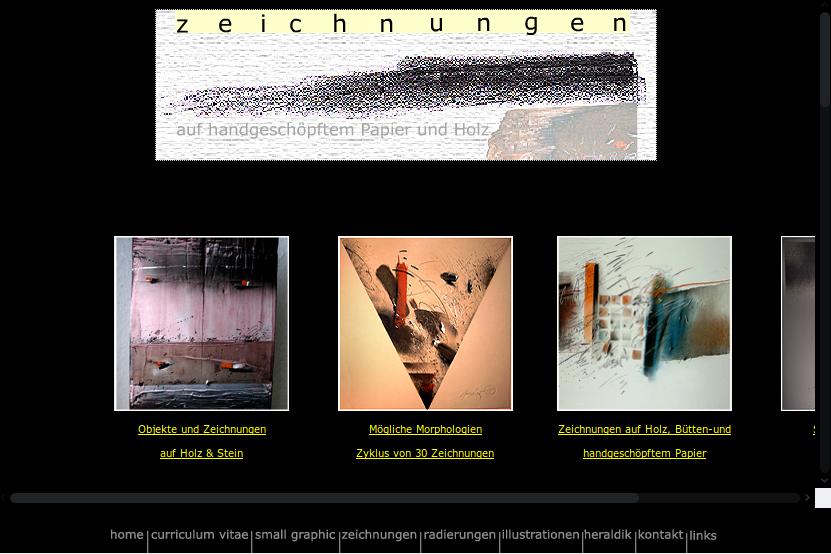 zeichnungen
auf handgeschöpftem Papier und Holz
Objekte und Zeichnungen
auf Holz & Stein
Mögliche Morphologien
Zyklus von 30 Zeichnungen
Zeichnungen auf Holz, Bütten-und
handgeschöpftem Papier
home curriculum vitae small graphic zeichnungen radierungen illustrationen heraldik kontakt links